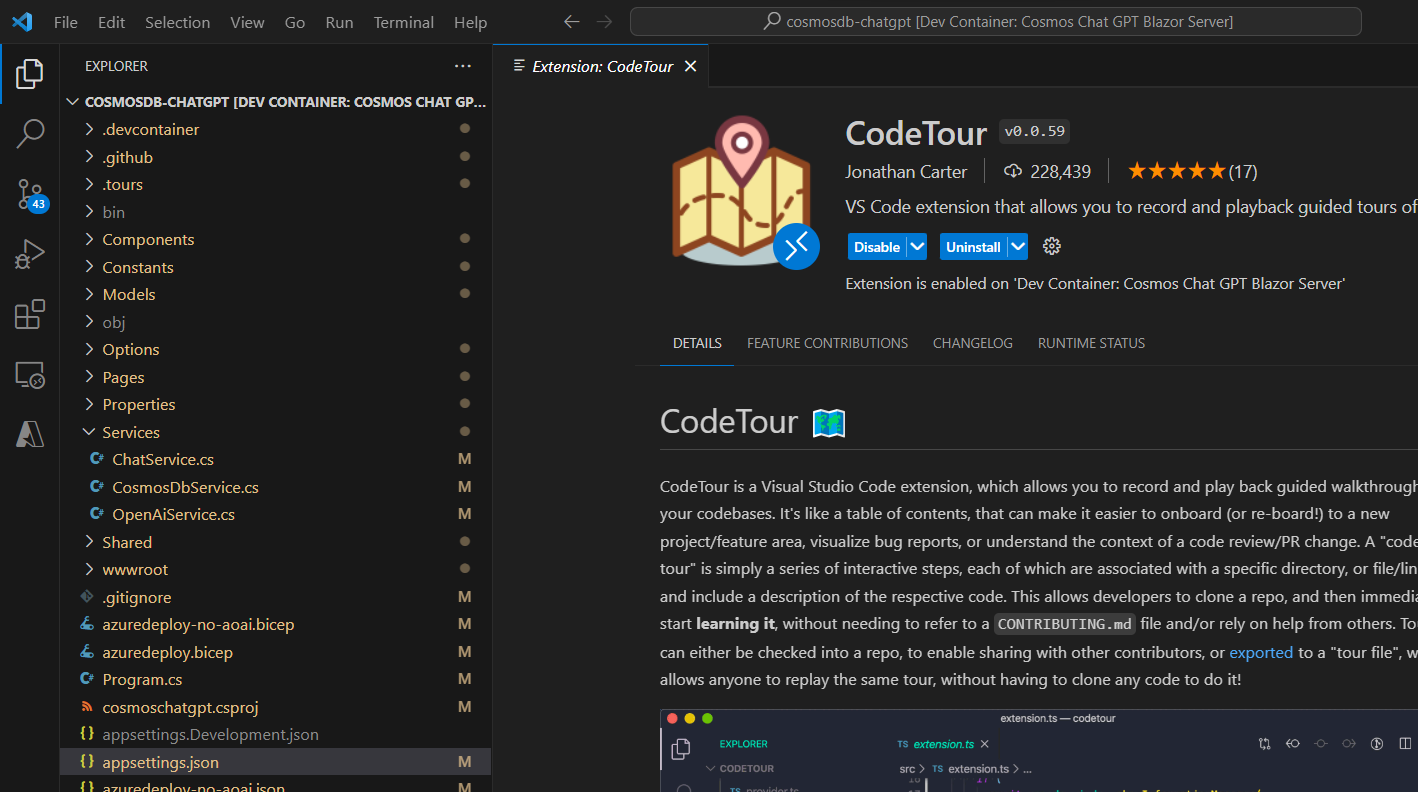 File Edit Selection View Go Run Terminal Help
cosmosdb-chatgpt [Dev Container: Cosmos Chat GPT Blazor Server]
EXPLORER
COSMOSDB-CHATGPT [DEV CONTAINER: COSMOS CHAT GP...
.devcontainer
.github
.tours
bin
Components
Constants
Models
obj
Options
Pages
Properties
Services
ChatService.cs M
CosmosDbService.cs M
OpenAiService.cs M
Shared
wwwroot
.gitignore M
azuredeploy-no-aoai.bicep M
azuredeploy.bicep M
Program.cs M
cosmoschatgpt.csproj M
appsettings.Development.json
appsettings.json M
azuredeploy-no-aoai.json M
43
Extension: CodeTour
CodeTour v0.0.59
Jonathan Carter 228,439 (17)
VS Code extension that allows you to record and playback guided tours of
Disable Uninstall
Extension is enabled on 'Dev Container: Cosmos Chat GPT Blazor Server'
DETAILS FEATURE CONTRIBUTIONS CHANGELOG RUNTIME STATUS
CodeTour
CodeTour is a Visual Studio Code extension, which allows you to record and play back guided walkthrough
your codebases. It's like a table of contents, that can make it easier to onboard (or re-board!) to a new
project/feature area, visualize bug reports, or understand the context of a code review/PR change. A "code
tour" is simply a series of interactive steps, each of which are associated with a specific directory, or file/lin
and include a description of the respective code. This allows developers to clone a repo, and then immedia
start learning it, without needing to refer to a CONTRIBUTING.md file and/or rely on help from others. To
can either be checked into a repo, to enable sharing with other contributors, or exported to a "tour file", w
allows anyone to replay the same tour, without having to clone any code to do it!
extension.ts — codetour
EXPLORER
TS extension.ts
CODETOUR
src > TS extension.ts > ...
TS provider.ts
17